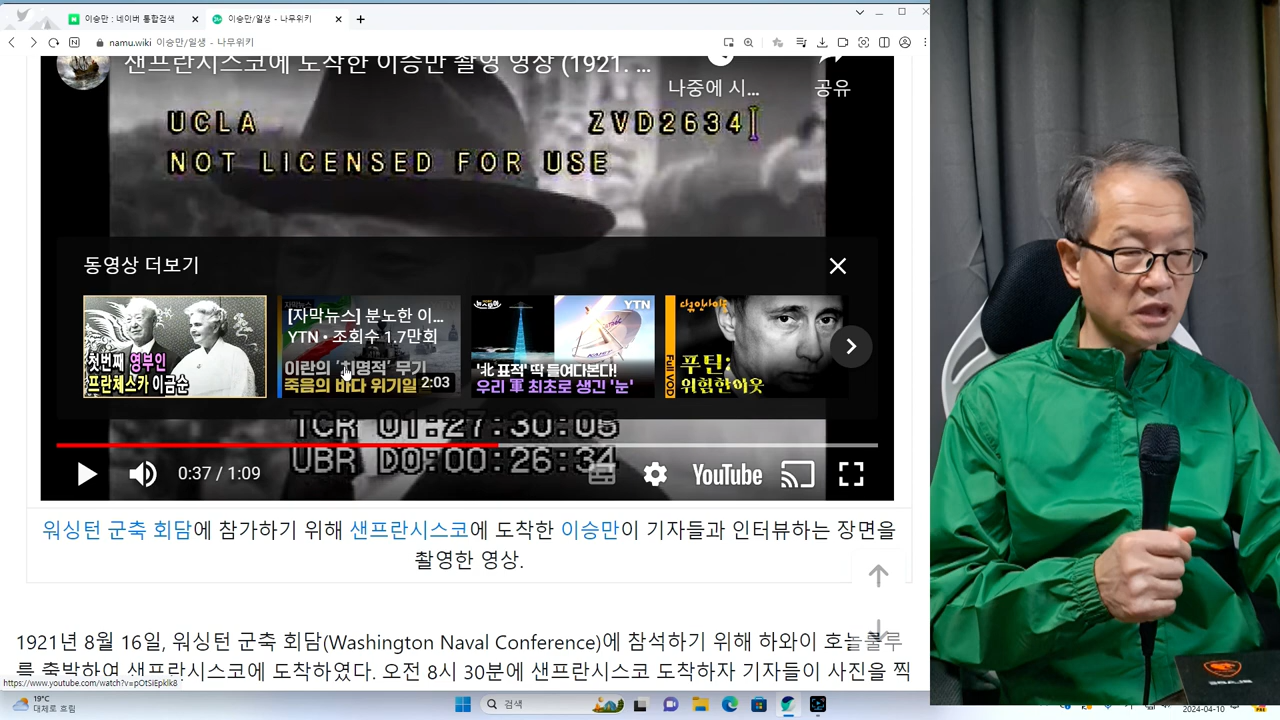 이승만 : 네이버 통합검색
이승만/일생 - 나무위키
namu.wiki 이승만/일생 - 나무위키
샌프란시스코에 도착한 이승만 촬영 영상 (1921. ...
나중에 시...
공유
UCLA
ZVD2634
NOT LICENSED FOR USE
동영상 더보기
첫번째 영부인
프란체스카 이금순
자막뉴스
[자막뉴스] 분노한 이...
YTN • 조회수 1.7만회
이란의 '치명적' 무기
죽음의 바다 위기일
2:03
YTN
'北 표적' 딱 들여다본다!
우리 軍 최초로 생긴 '눈'
Full VOD
푸틴;
위험한이웃
TCR 01:27:30:05
UBR D0:00:26:34
0:37 / 1:09
YouTube
워싱턴 군축 회담에 참가하기 위해 샌프란시스코에 도착한 이승만이 기자들과 인터뷰하는 장면을
촬영한 영상.
1921년 8월 16일, 워싱턴 군축 회담(Washington Naval Conference)에 참석하기 위해 하와이 호놀룰루
를 출발하여 샌프란시스코에 도착하였다. 오전 8시 30분에 샌프란시스코 도착하자 기자들이 사진을 찍
https://www.youtube.com/watch?v=pOtSIEpklk8
19°C
대체로 흐림
검색
2024-04-10